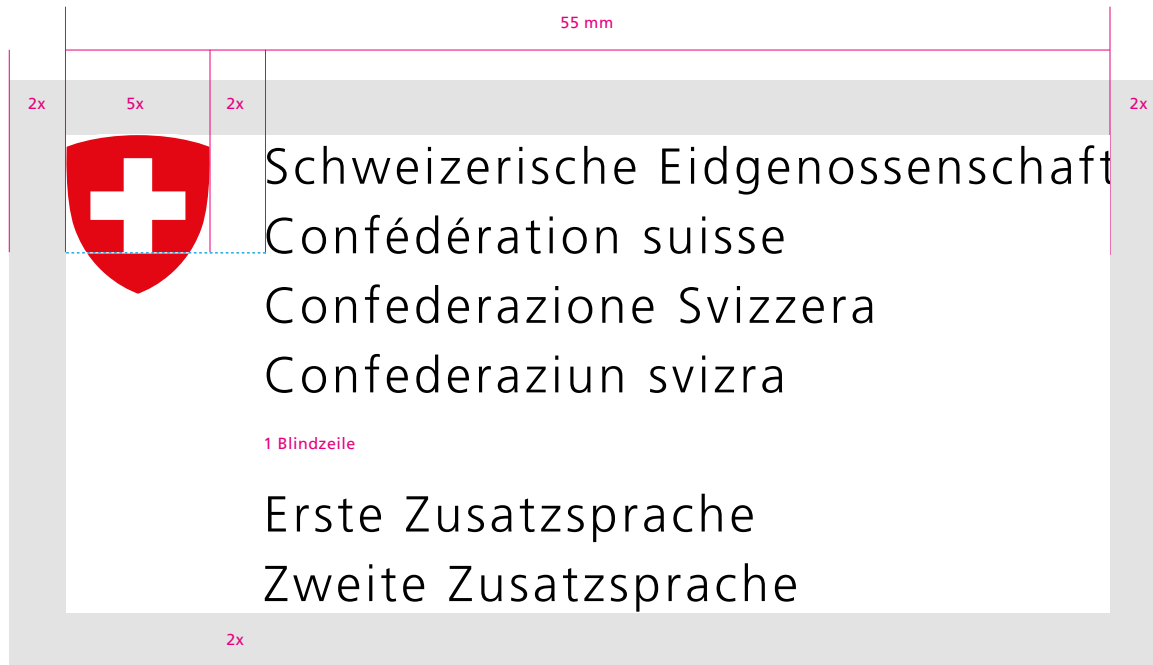 55 mm
2x 5x 2x 2x
Schweizerische Eidgenossenschaft
Confédération suisse
Confederazione Svizzera
Confederaziun svizra
1 Blindzeile
Erste Zusatzsprache
Zweite Zusatzsprache
2x